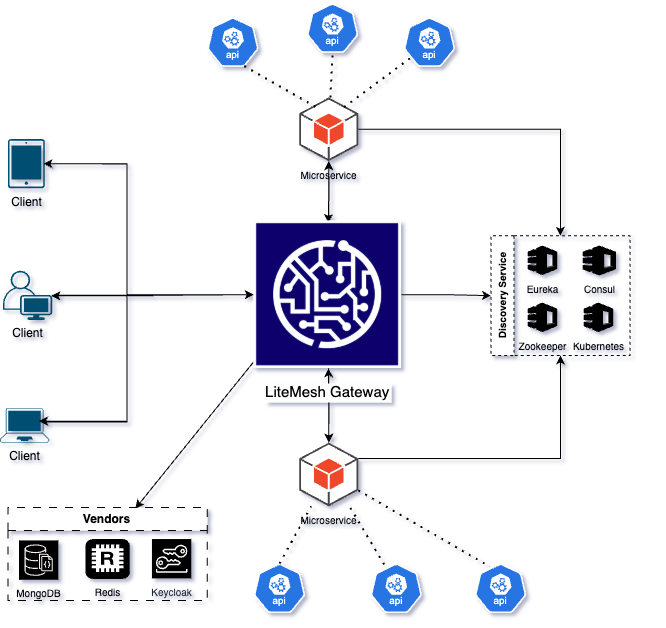 api
api
api
Microservice
Client
Discovery Service
Eureka
Consul
Zookeeper
Kubernetes
Client
LiteMesh Gateway
Client
Vendors
MongoDB
R
Redis
Keycloak
Microservice
api
api
api